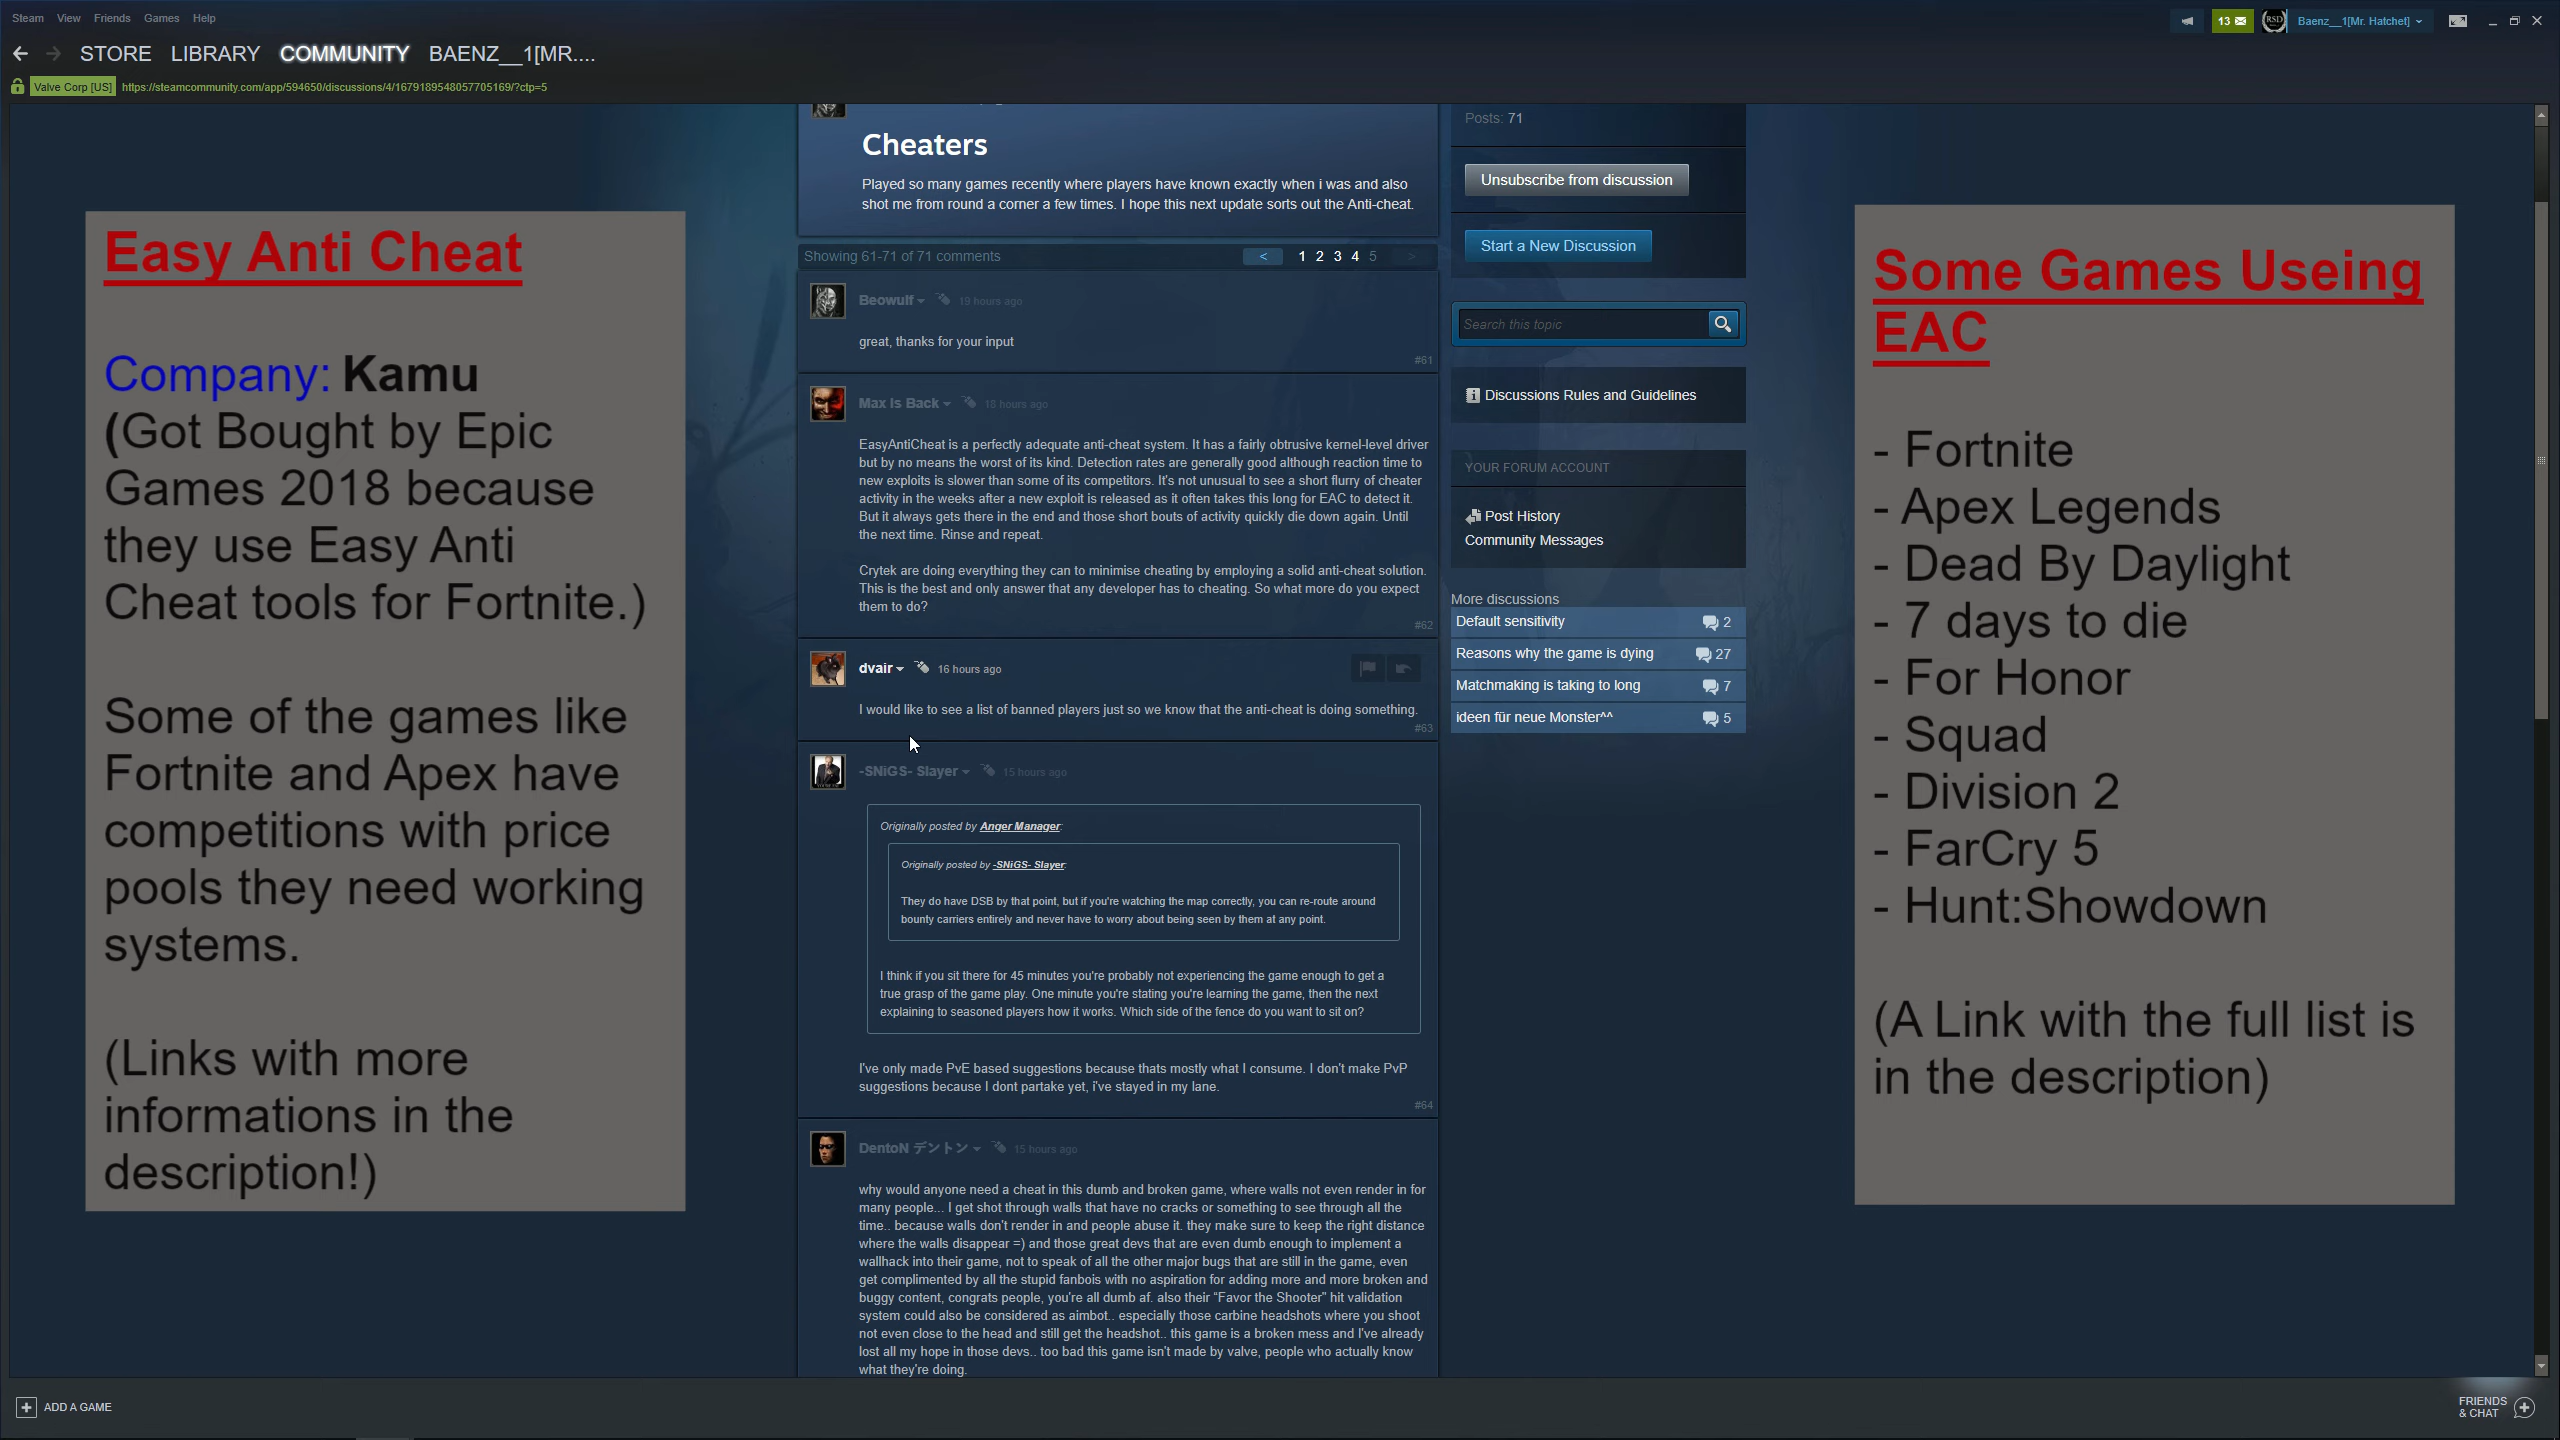 Steam View Friends Games Help
13
Baenz__1[Mr. Hatchet]
STORE LIBRARY COMMUNITY BAENZ__1[MR....
Valve Corp [US] https://steamcommunity.com/app/594650/discussions/4/1679189548057705169/?ctp=5
Easy Anti Cheat
Company: Kamu
(Got Bought by Epic
Games 2018 because
they use Easy Anti
Cheat tools for Fortnite.)
Some of the games like
Fortnite and Apex have
competitions with price
pools they need working
systems.
(Links with more
informations in the
description!)
Cheaters
Played so many games recently where players have known exactly when i was and also
shot me from round a corner a few times. I hope this next update sorts out the Anti-cheat.
Showing 61-71 of 71 comments
< 1 2 3 4 5 >
Beowulf 19 hours ago
great, thanks for your input
#61
Max Is Back 18 hours ago
EasyAntiCheat is a perfectly adequate anti-cheat system. It has a fairly obtrusive kernel-level driver
but by no means the worst of its kind. Detection rates are generally good although reaction time to
new exploits is slower than some of its competitors. It's not unusual to see a short flurry of cheater
activity in the weeks after a new exploit is released as it often takes this long for EAC to detect it.
But it always gets there in the end and those short bouts of activity quickly die down again. Until
the next time. Rinse and repeat.
Crytek are doing everything they can to minimise cheating by employing a solid anti-cheat solution.
This is the best and only answer that any developer has to cheating. So what more do you expect
them to do?
#62
dvair 16 hours ago
I would like to see a list of banned players just so we know that the anti-cheat is doing something.
#63
-SNiGS- Slayer 15 hours ago
Originally posted by Anger Manager:
Originally posted by -SNiGS- Slayer:
They do have DSB by that point, but if you're watching the map correctly, you can re-route around
bounty carriers entirely and never have to worry about being seen by them at any point.
I think if you sit there for 45 minutes you're probably not experiencing the game enough to get a
true grasp of the game play. One minute you're stating you're learning the game, then the next
explaining to seasoned players how it works. Which side of the fence do you want to sit on?
I've only made PvE based suggestions because thats mostly what I consume. I don't make PvP
suggestions because I dont partake yet, i've stayed in my lane.
#64
DentoN デントン 15 hours ago
why would anyone need a cheat in this dumb and broken game, where walls not even render in for
many people... I get shot through walls that have no cracks or something to see through all the
time.. because walls don't render in and people abuse it. they make sure to keep the right distance
where the walls disappear =) and those great devs that are even dumb enough to implement a
wallhack into their game, not to speak of all the other major bugs that are still in the game, even
get complimented by all the stupid fanbois with no aspiration for adding more and more broken and
buggy content, congrats people, you're all dumb af. also their "Favor the Shooter" hit validation
system could also be considered as aimbot.. especially those carbine headshots where you shoot
not even close to the head and still get the headshot.. this game is a broken mess and I've already
lost all my hope in those devs.. too bad this game isn't made by valve, people who actually know
what they're doing.
Posts: 71
Unsubscribe from discussion
Start a New Discussion
Search this topic
Discussions Rules and Guidelines
YOUR FORUM ACCOUNT
Post History
Community Messages
More discussions
Default sensitivity 2
Reasons why the game is dying 27
Matchmaking is taking to long 7
ideen für neue Monster^^ 5
Some Games Useing
EAC
- Fortnite
- Apex Legends
- Dead By Daylight
- 7 days to die
- For Honor
- Squad
- Division 2
- FarCry 5
- Hunt:Showdown
(A Link with the full list is
in the description)
ADD A GAME
FRIENDS
& CHAT